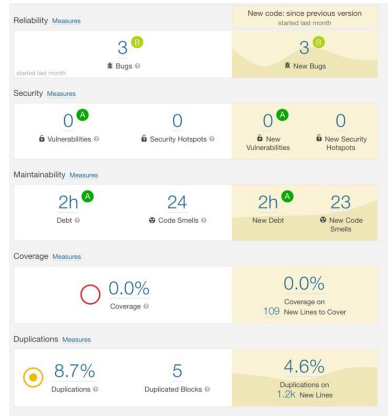 Reliability Measures
New code: since previous version
started last month
3 B
Bugs
started last month
3 B
New Bugs
Security Measures
0 A
Vulnerabilities
0
Security Hotspots
0 A
New
Vulnerabilities
0
New Security
Hotspots
Maintainability Measures
2h A
Debt
24
Code Smells
2h A
New Debt
23
New Code
Smells
Coverage Measures
0.0%
Coverage
0.0%
Coverage on
109 New Lines to Cover
Duplications Measures
8.7%
Duplications
5
Duplicated Blocks
4.6%
Duplications on
1.2k New Lines